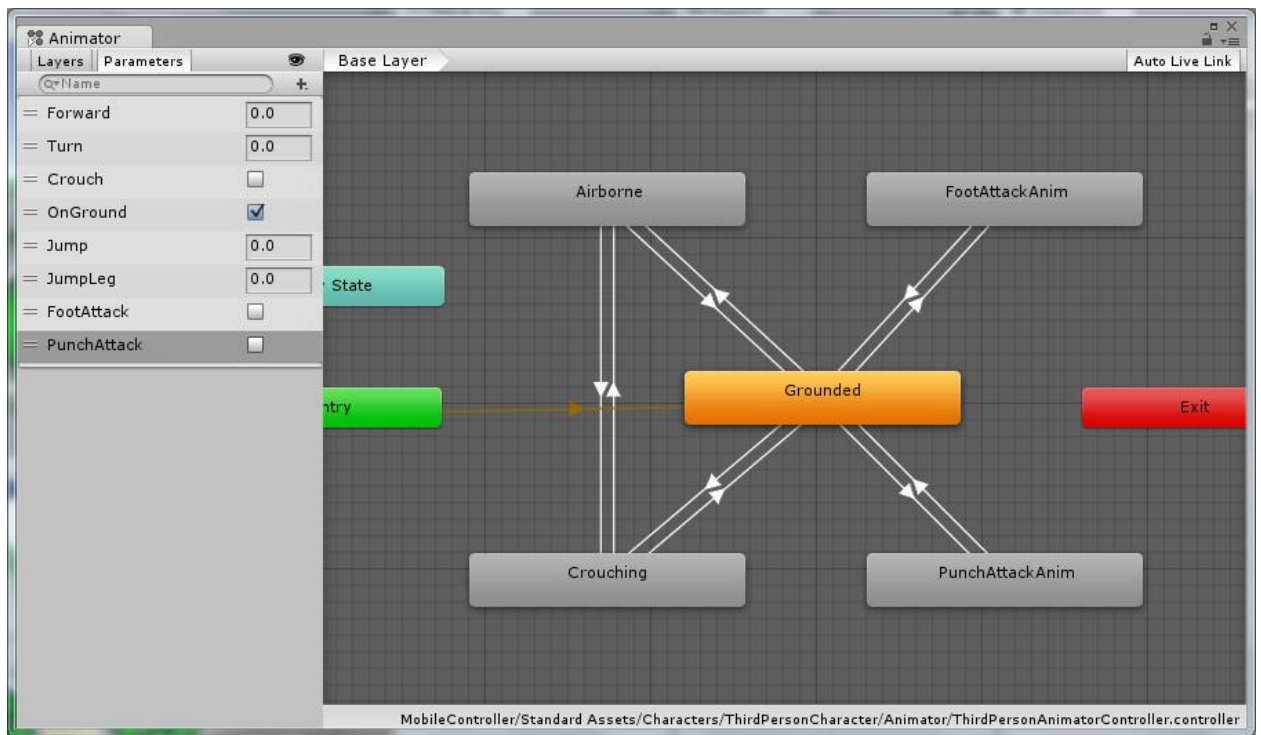 Animator
Layers
Parameters
Base Layer
Auto Live Link
Name
Forward 0.0
Turn 0.0
Crouch
OnGround
Jump 0.0
JumpLeg 0.0
FootAttack
PunchAttack
Airborne
FootAttackAnim
State
Grounded
ntry
Exit
Crouching
PunchAttackAnim
MobileController/Standard Assets/Characters/ThirdPersonCharacter/Animator/ThirdPersonAnimatorController.controller